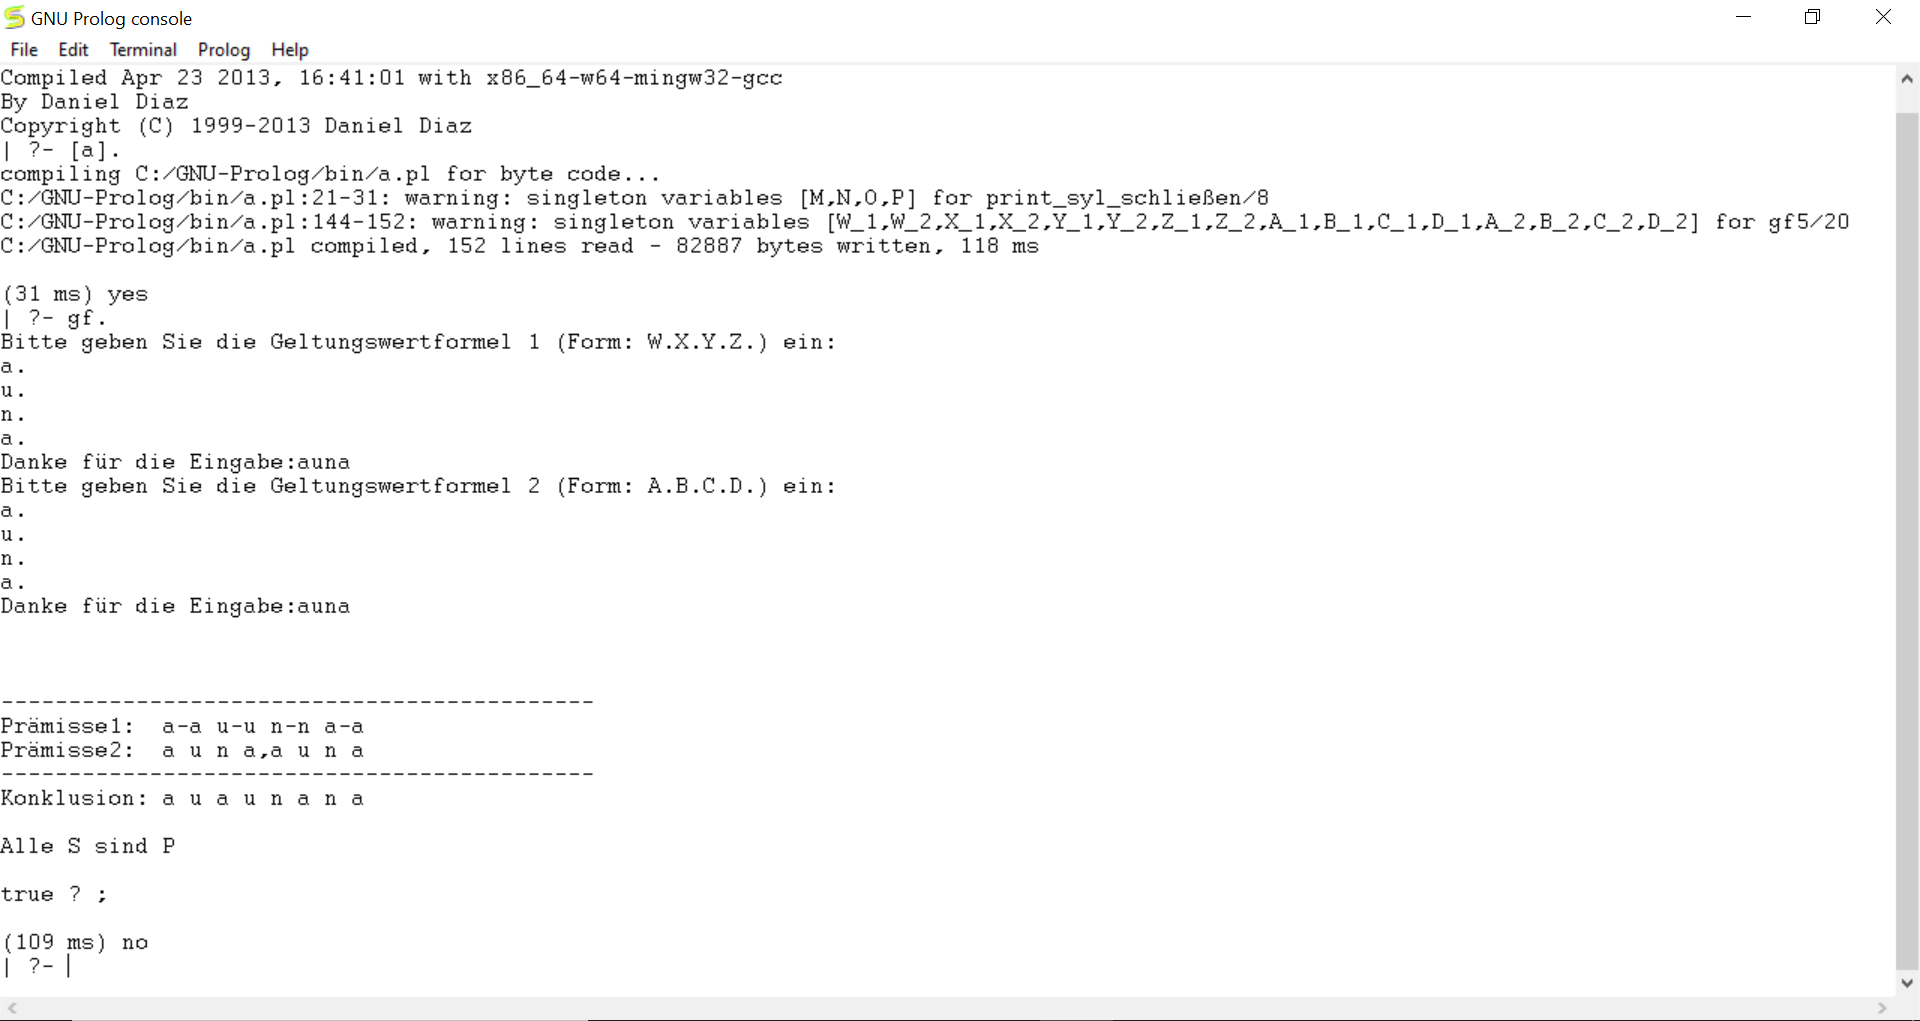 GNU Prolog console
File Edit Terminal Prolog Help
Compiled Apr 23 2013, 16:41:01 with x86_64-w64-mingw32-gcc
By Daniel Diaz
Copyright (C) 1999-2013 Daniel Diaz
| ?- [a].
compiling C:/GNU-Prolog/bin/a.pl for byte code...
C:/GNU-Prolog/bin/a.pl:21-31: warning: singleton variables [M,N,O,P] for print_syl_schließen/8
C:/GNU-Prolog/bin/a.pl:144-152: warning: singleton variables [W_1,W_2,X_1,X_2,Y_1,Y_2,Z_1,Z_2,A_1,B_1,C_1,D_1,A_2,B_2,C_2,D_2] for gf5/20
C:/GNU-Prolog/bin/a.pl compiled, 152 lines read - 82887 bytes written, 118 ms
(31 ms) yes
| ?- gf.
Bitte geben Sie die Geltungswertformel 1 (Form: W.X.Y.Z.) ein:
a.
u.
n.
a.
Danke für die Eingabe:auna
Bitte geben Sie die Geltungswertformel 2 (Form: A.B.C.D.) ein:
a.
u.
n.
a.
Danke für die Eingabe:auna
--------------------------------------------
Prämisse1: a-a u-u n-n a-a
Prämisse2: a u n a,a u n a
--------------------------------------------
Konklusion: a u a u n a n a
Alle S sind P
true ? ;
(109 ms) no
| ?-